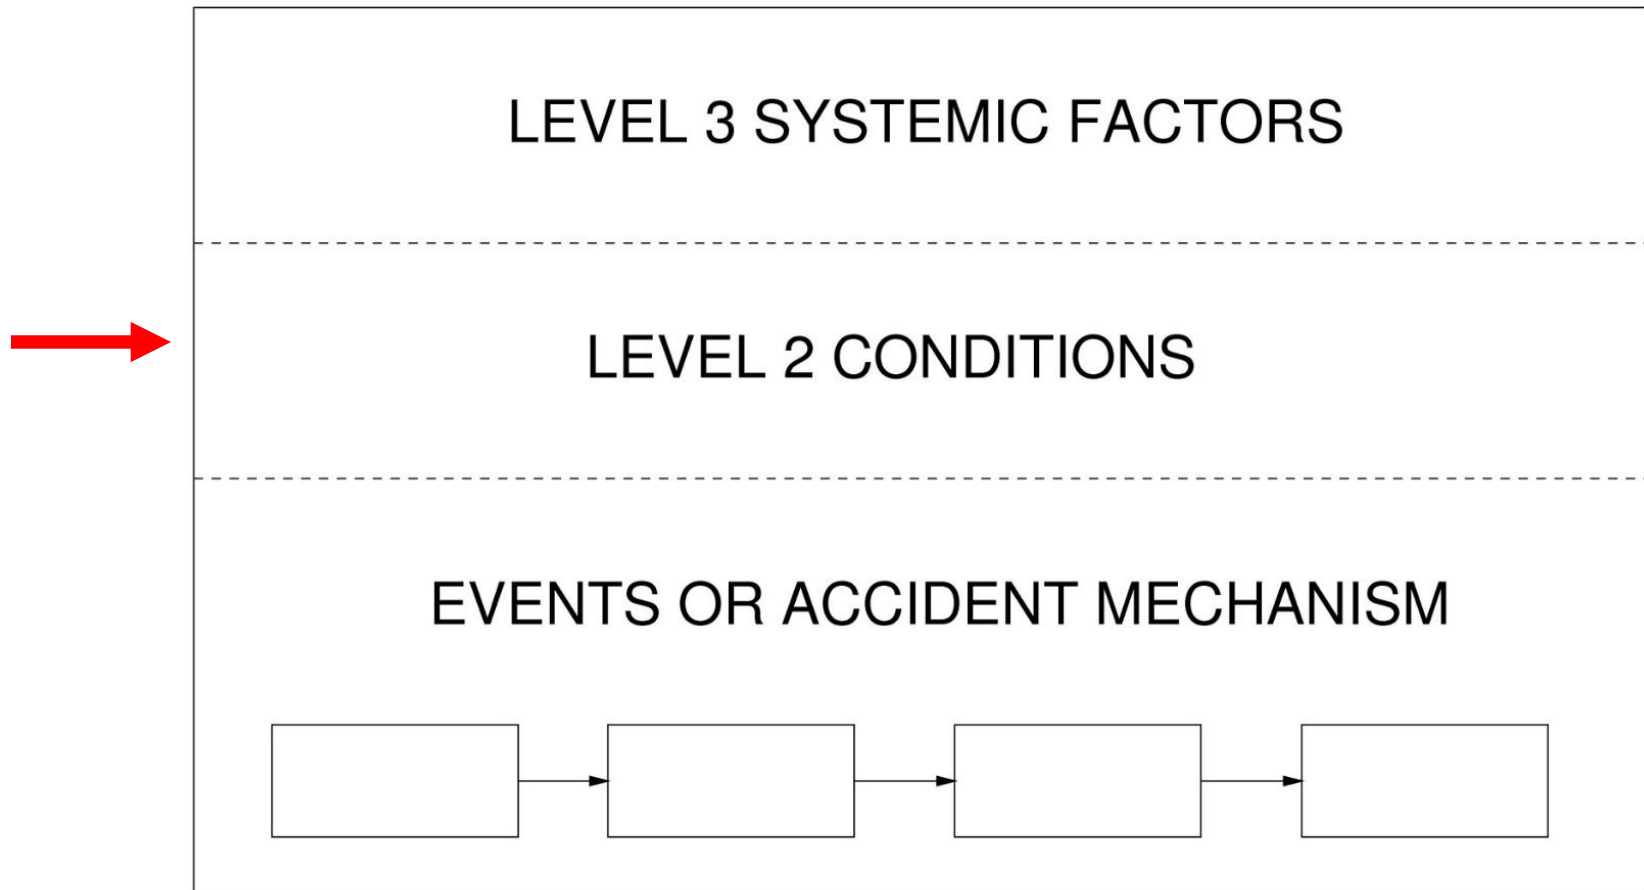 LEVEL 3 SYSTEMIC FACTORS
LEVEL 2 CONDITIONS
EVENTS OR ACCIDENT MECHANISM